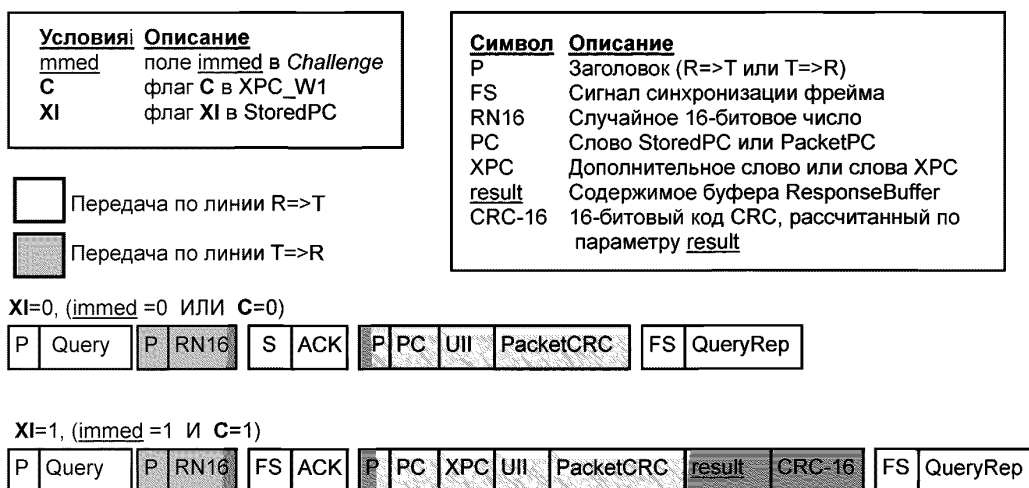 Условияi Описание
mmed поле immed в Challenge
C флаг C в XPC_W1
XI флаг XI в StoredPC
Символ Описание
P Заголовок (R=>T или T=>R)
FS Сигнал синхронизации фрейма
RN16 Случайное 16-битовое число
PC Слово StoredPC или PacketPC
XPC Дополнительное слово или слова XPC
result Содержимое буфера ResponseBuffer
CRC-16 16-битовый код CRC, рассчитанный по
параметру result
Передача по линии R=>T
Передача по линии T=>R
XI=0, (immed =0 ИЛИ C=0)
P Query P RN16 S ACK P PC UII PacketCRC FS QueryRep
XI=1, (immed =1 И C=1)
P Query P RN16 FS ACK P PC XPC UII PacketCRC result CRC-16 FS QueryRep